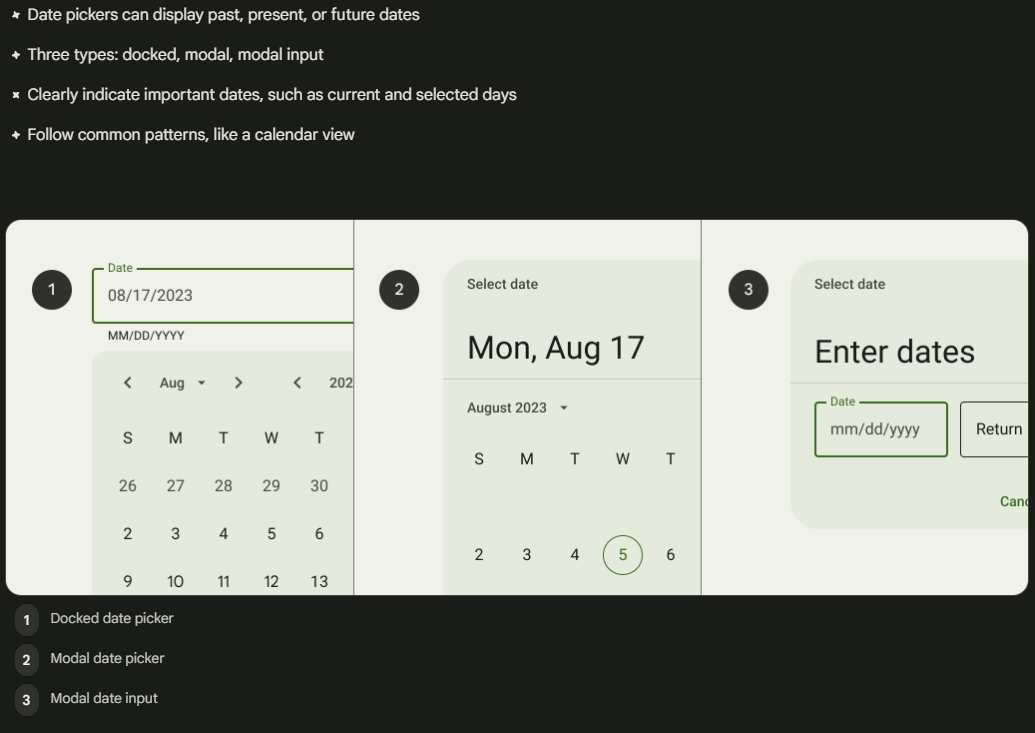 Date pickers can display past, present, or future dates
Three types: docked, modal, modal input
Clearly indicate important dates, such as current and selected days
Follow common patterns, like a calendar view
1
Date
08/17/2023
MM/DD/YYYY
Aug 202
S M T W T
26 27 28 29 30
2 3 4 5 6
9 10 11 12 13
2
Select date
Mon, Aug 17
August 2023
S M T W T
2 3 4 5 6
3
Select date
Enter dates
Date
mm/dd/yyyy Return
Canc
1 Docked date picker
2 Modal date picker
3 Modal date input